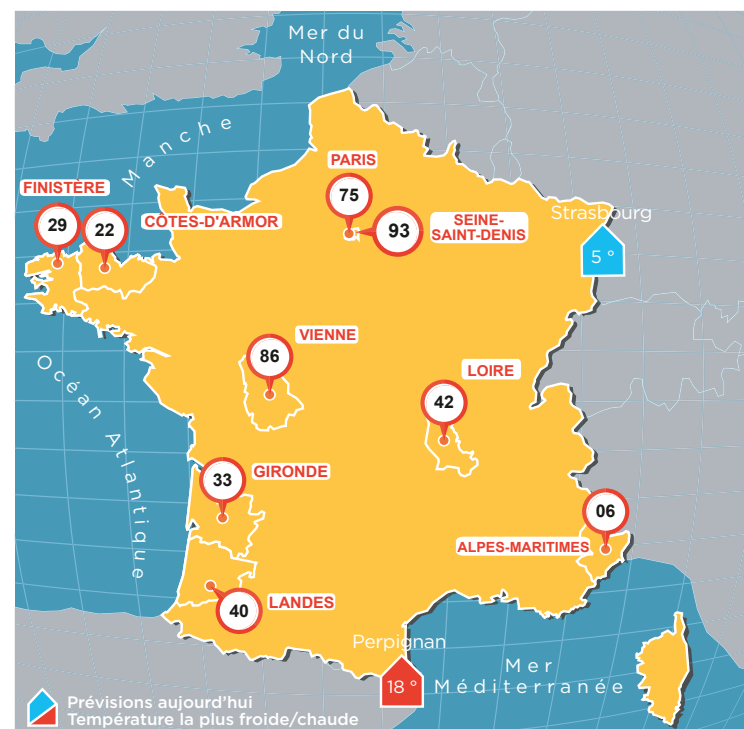 Mer du
Nord
Manche
PARIS
75
FINISTÈRE
29
CÔTES-D'ARMOR
22
SEINE-
SAINT-DENIS
93
Strasbourg
5 °
VIENNE
86
LOIRE
42
Océan Atlantique
GIRONDE
33
06
ALPES-MARITIMES
LANDES
40
Perpignan
18 °
Mer
Méditerranée
Prévisions aujourd'hui
Température la plus froide/chaude